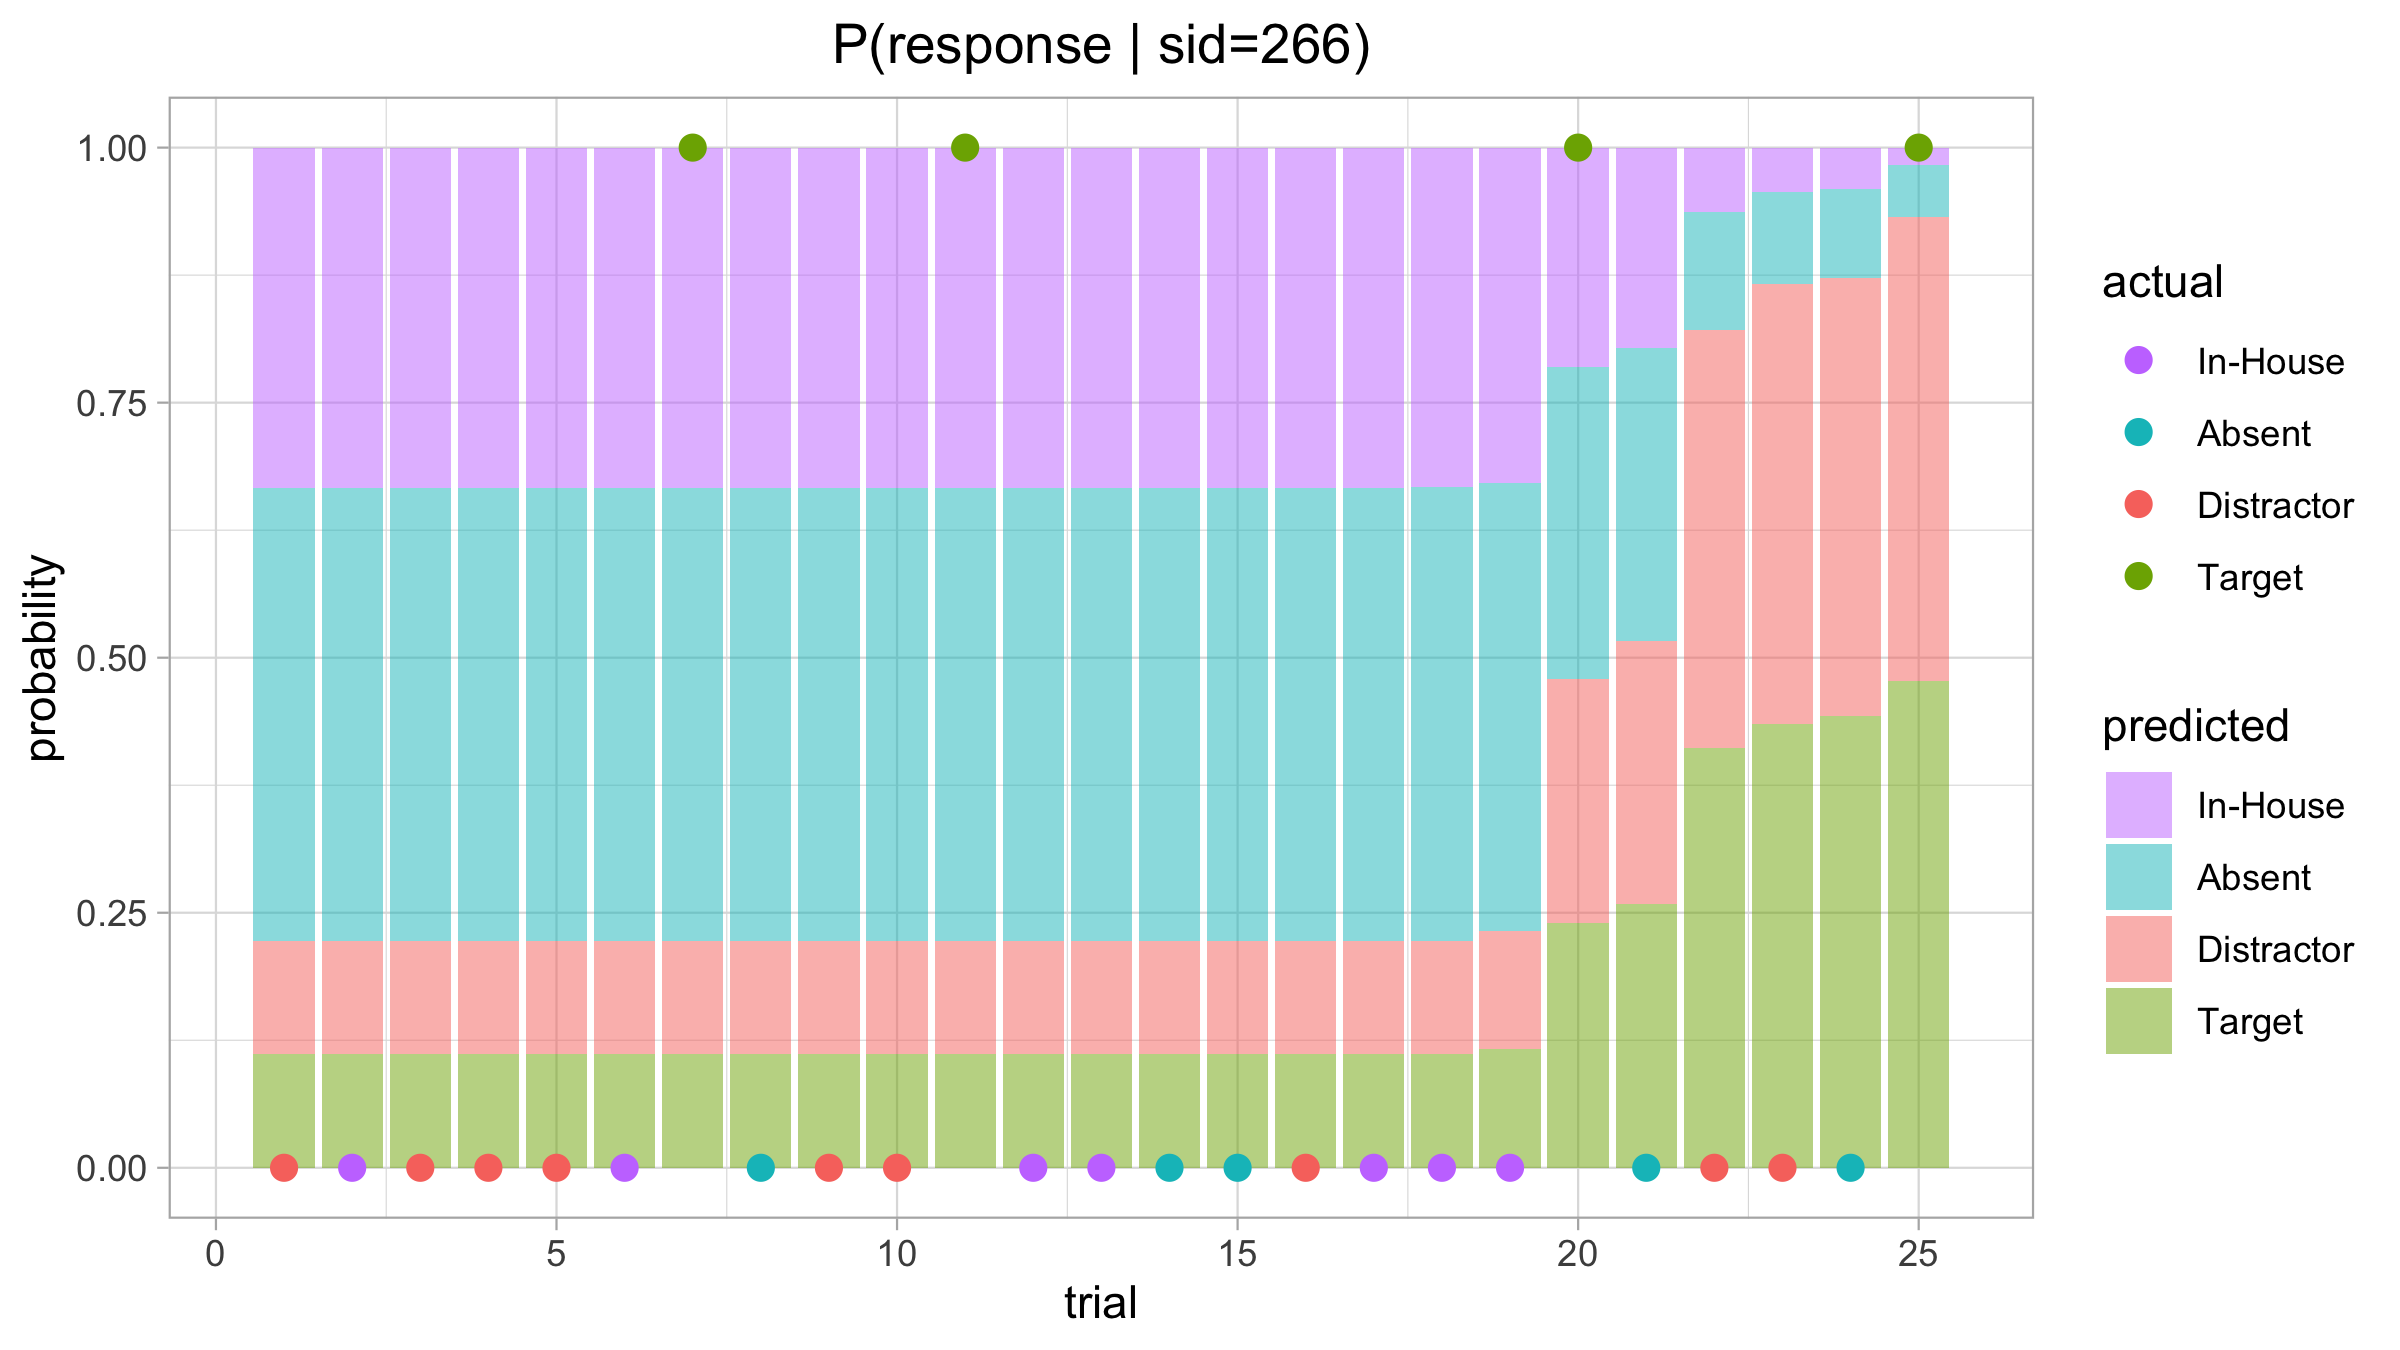 P(response | sid=266)
probability
1.00
0.75
0.50
0.25
0.00
0 5 10 15 20 25
trial
actual
In-House
Absent
Distractor
Target
predicted
In-House
Absent
Distractor
Target